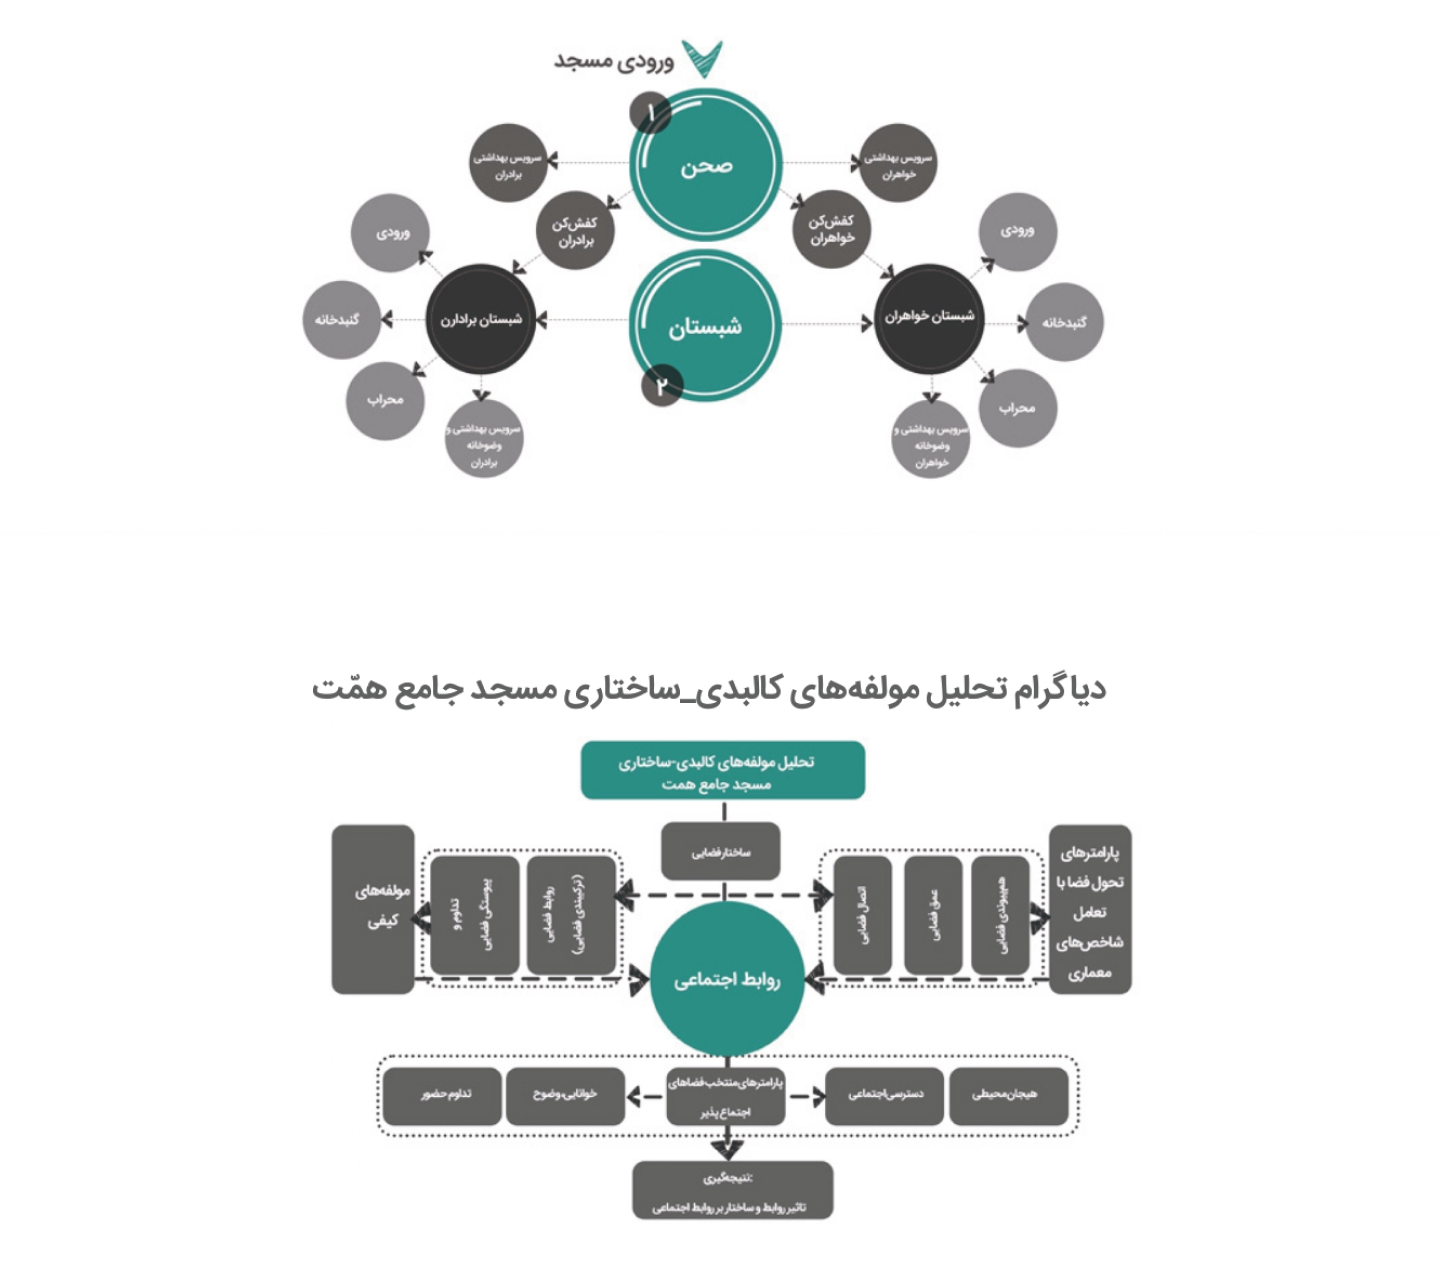 ورودی مسجد
۱
صحن
سرویس بهداشتی
خواهران
سرویس بهداشتی
برادران
کفش‌کن
خواهران
کفش‌کن
برادران
ورودی
ورودی
شبستان خواهران
شبستان
شبستان برادارن
گنبدخانه
گنبدخانه
۲
محراب
محراب
سرویس بهداشتی و
وضوخانه
خواهران
سرویس بهداشتی و
وضوخانه
برادران
دیاگرام تحلیل مولفه‌های کالبدی_ساختاری مسجد جامع همّت
تحلیل مولفه‌های کالبدی-ساختاری
مسجد جامع همت
ساختار فضایی
پارامترهای
تحول فضا با
تعامل
شاخص‌های
معماری
هم‌پیوندی فضایی
عمق فضایی
اتصال فضایی
روابط فضایی
(ترکیبندی فضایی)
تداوم و
پیوستگی فضایی
مولفه‌های
کیفی
روابط اجتماعی
هیجان محیطی
دسترسی اجتماعی
پارامترهای منتخب فضاهای
اجتماع پذیر
خوانایی، وضوح
تداوم حضور
نتیجه‌گیری:
تاثیر روابط و ساختار بر روابط اجتماعی